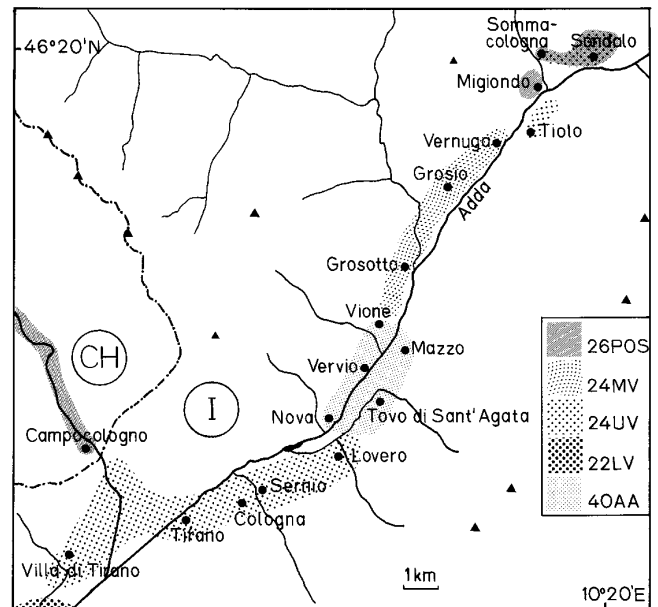 46°20'N
Somma-
cologna
Sondalo
Migiondo
Tiolo
Vernuga
Grosio
Adda
Grosotta
Vione
Mazzo
Vervio
CH
I
Nova
Tovo di Sant'Agata
Campocologno
Lovero
Sernio
Cologna
Tirano
Villa di Tirano
26POS
24MV
24UV
22LV
40AA
1km
10°20'E